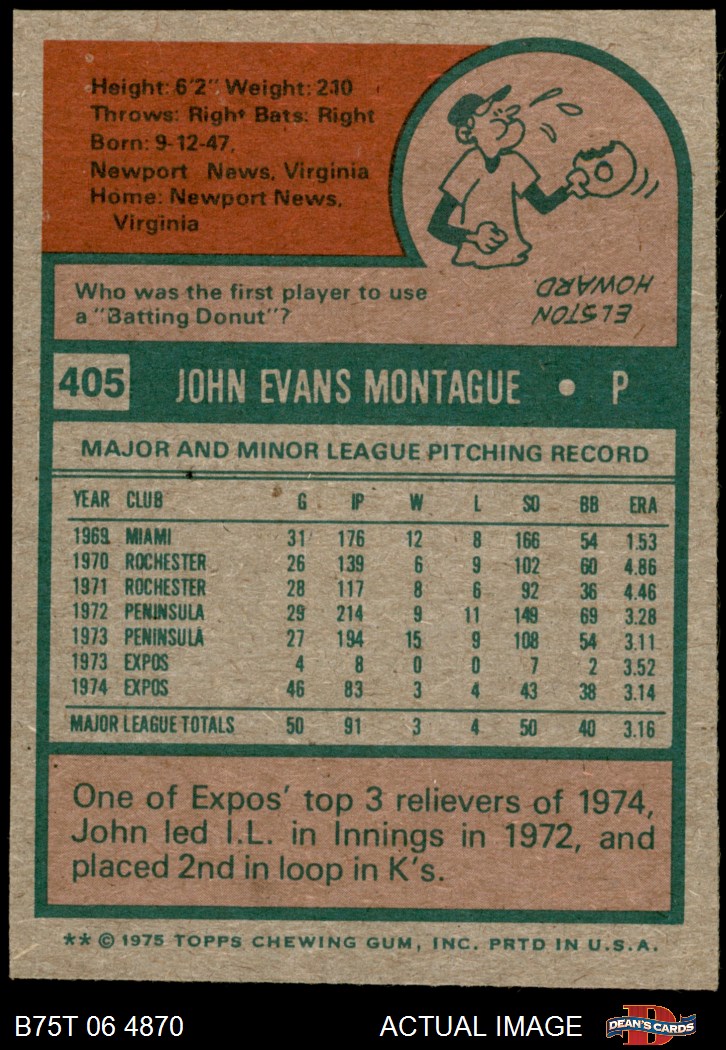 Height: 6'2" Weight: 210
Throws: Right Bats: Right
Born: 9-12-47,
Newport News, Virginia
Home: Newport News,
Virginia
Who was the first player to use
a "Batting Donut"?
ELSTON
HOWARD.
405 JOHN EVANS MONTAGUE • P
MAJOR AND MINOR LEAGUE PITCHING RECORD
YEAR CLUB G IP W L SO BB ERA
1969 MIAMI 31 176 12 8 166 54 1.53
1970 ROCHESTER 26 139 6 9 102 60 4.86
1971 ROCHESTER 28 117 8 6 92 36 4.46
1972 PENINSULA 29 214 9 11 149 69 3.28
1973 PENINSULA 27 194 15 9 108 54 3.11
1973 EXPOS 4 8 0 0 7 2 3.52
1974 EXPOS 46 83 3 4 43 38 3.14
MAJOR LEAGUE TOTALS 50 91 3 4 50 40 3.16
One of Expos' top 3 relievers of 1974,
John led I.L. in Innings in 1972, and
placed 2nd in loop in K's.
** © 1975 TOPPS CHEWING GUM, INC. PRTD IN U.S.A.
B75T 06 4870 ACTUAL IMAGE D DEAN'S CARDS